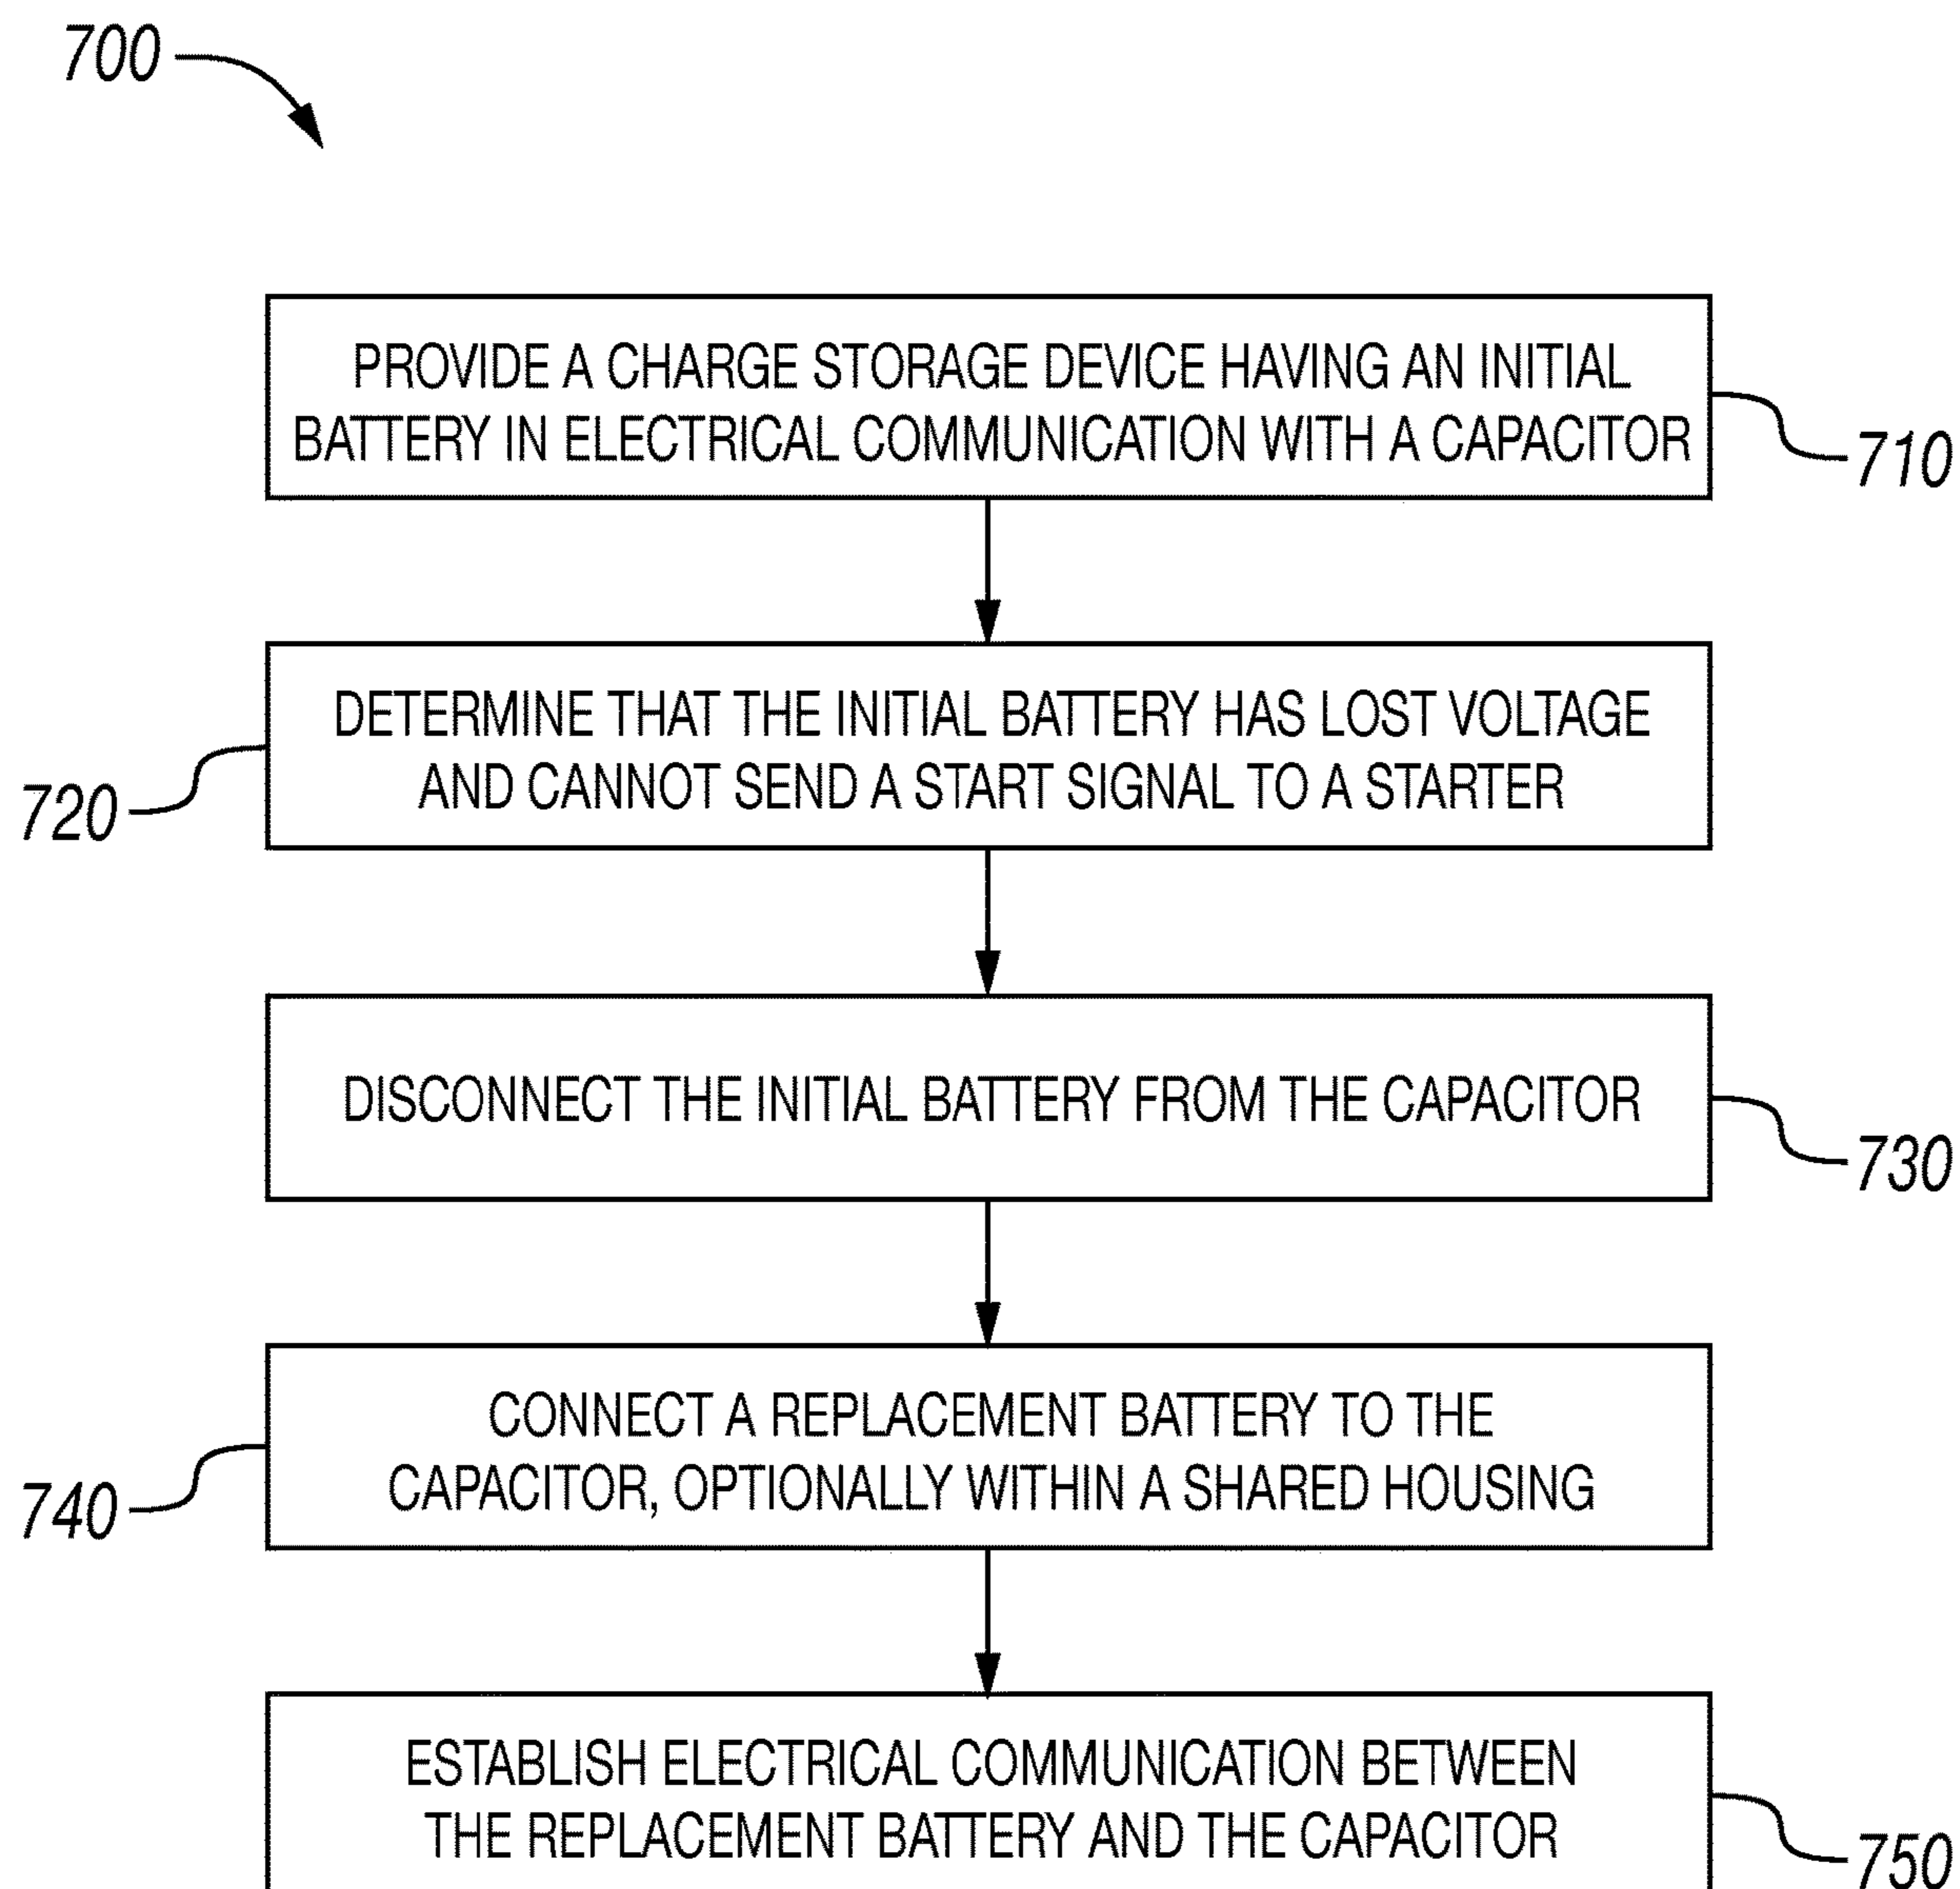 700
PROVIDE A CHARGE STORAGE DEVICE HAVING AN INITIAL
BATTERY IN ELECTRICAL COMMUNICATION WITH A CAPACITOR
710
DETERMINE THAT THE INITIAL BATTERY HAS LOST VOLTAGE
AND CANNOT SEND A START SIGNAL TO A STARTER
720
DISCONNECT THE INITIAL BATTERY FROM THE CAPACITOR
730
CONNECT A REPLACEMENT BATTERY TO THE
CAPACITOR, OPTIONALLY WITHIN A SHARED HOUSING
740
ESTABLISH ELECTRICAL COMMUNICATION BETWEEN
THE REPLACEMENT BATTERY AND THE CAPACITOR
750